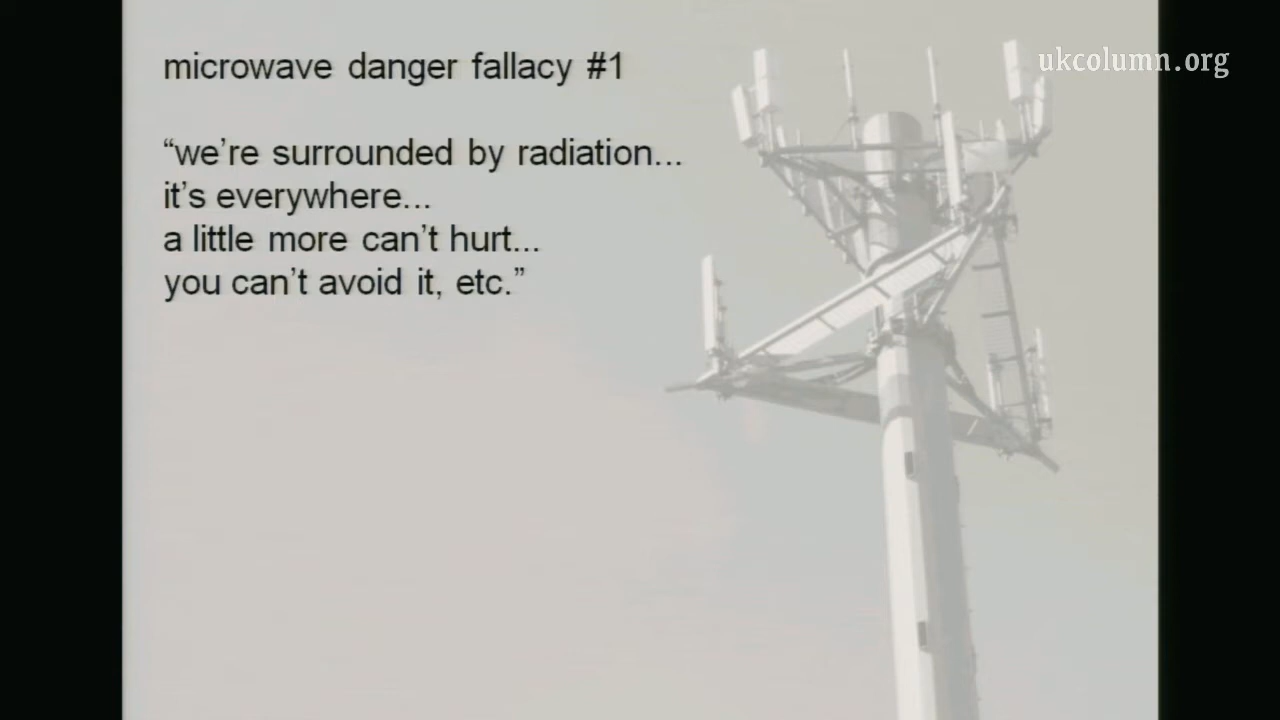 ukcolumn.org
microwave danger fallacy #1
“we’re surrounded by radiation...
it’s everywhere...
a little more can’t hurt...
you can’t avoid it, etc.”